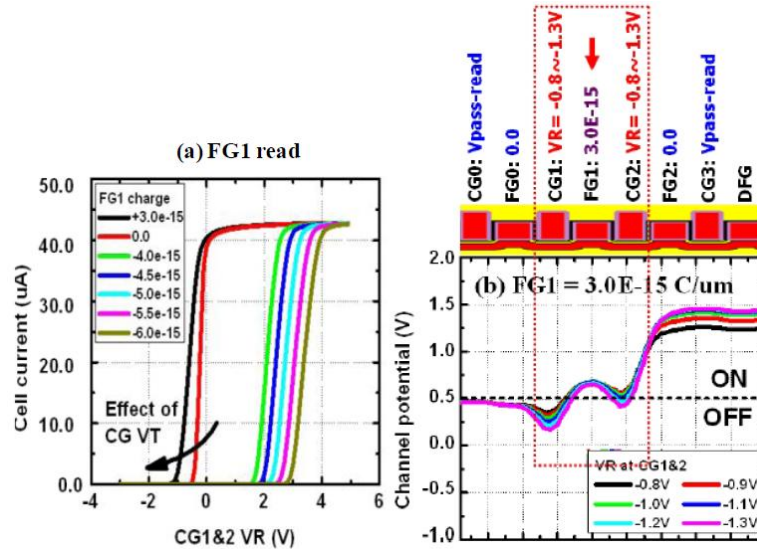 (a) FG1 read
50.0
40.0
30.0
20.0
10.0
0.0
Cell current (uA)
FG1 charge
+3.0e-15
0.0
-4.0e-15
-4.5e-15
-5.0e-15
-5.5e-15
-6.0e-15
Effect of
CG VT
-4 -2 0 2 4 6
CG1&2 VR (V)
CG0: Vpass-read
FG0: 0.0
CG1: VR= -0.8~-1.3V
FG1: 3.0E-15
CG2: VR= -0.8~-1.3V
FG2: 0.0
CG3: Vpass-read
DFG
(b) FG1 = 3.0E-15 C/um
2.0
1.5
1.0
0.5
0.0
-0.5
-1.0
Channel potential (V)
ON
OFF
VR at CG1&2
-0.8V -0.9V
-1.0V -1.1V
-1.2V -1.3V